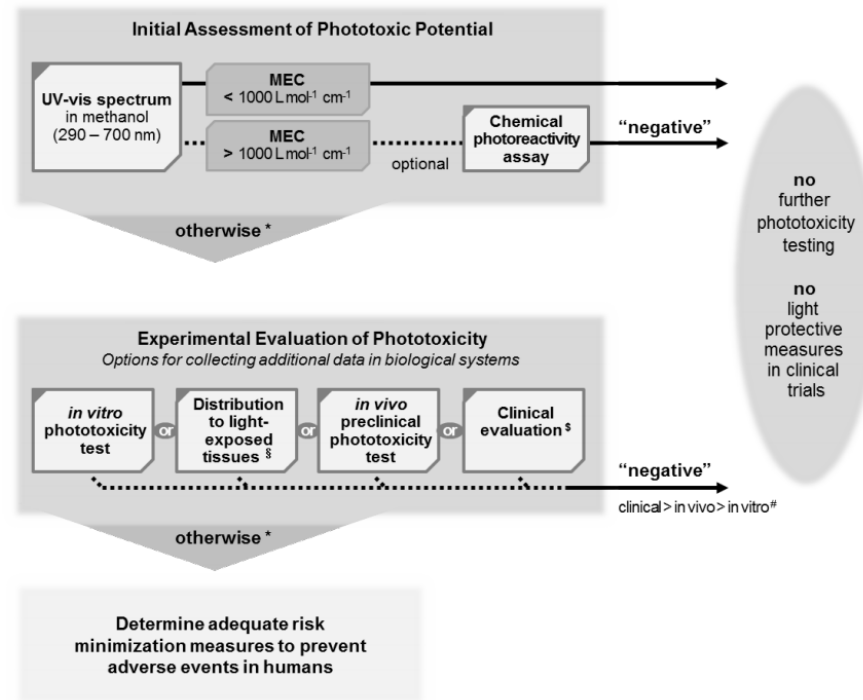 Initial Assessment of Phototoxic Potential
UV-vis spectrum
in methanol
(290 – 700 nm)
MEC
< 1000 L mol-1 cm-1
MEC
> 1000 L mol-1 cm-1
optional
Chemical
photoreactivity
assay
“negative”
otherwise *
no
further
phototoxicity
testing
no
light
protective
measures
in clinical
trials
Experimental Evaluation of Phototoxicity
Options for collecting additional data in biological systems
in vitro
phototoxicity
test
or
Distribution
to light-
exposed
tissues §
or
in vivo
preclinical
phototoxicity
test
or
Clinical
evaluation $
“negative”
clinical > in vivo > in vitro#
otherwise *
Determine adequate risk
minimization measures to prevent
adverse events in humans